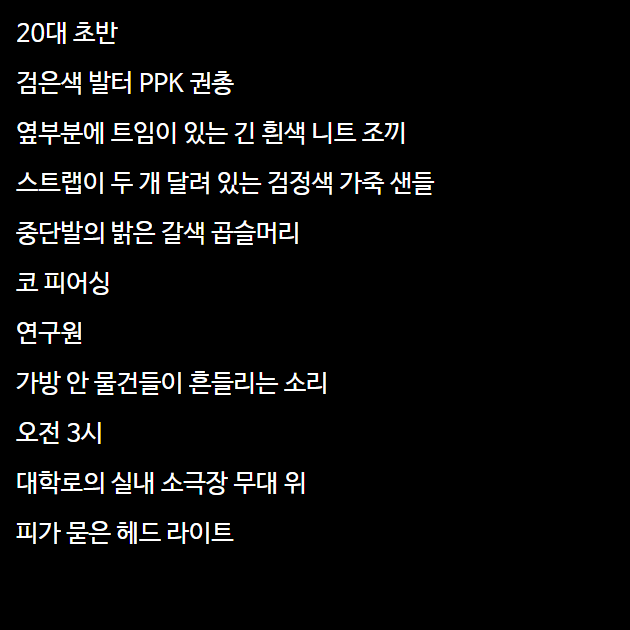 20대 초반
검은색 발터 PPK 권총
옆부분에 트임이 있는 긴 흰색 니트 조끼
스트랩이 두 개 달려 있는 검정색 가죽 샌들
중단발의 밝은 갈색 곱슬머리
코 피어싱
연구원
가방 안 물건들이 흔들리는 소리
오전 3시
대학로의 실내 소극장 무대 위
피가 묻은 헤드 라이트